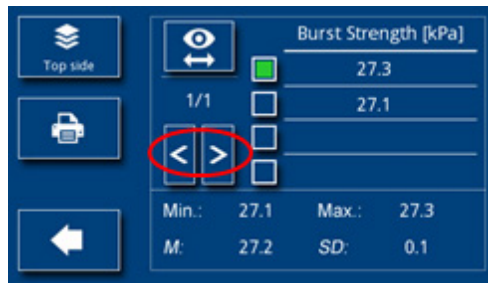 Top side
Burst Strength [kPa]
27.3
1/1
27.1
< >
Min.: 27.1 Max.: 27.3
M: 27.2 SD: 0.1